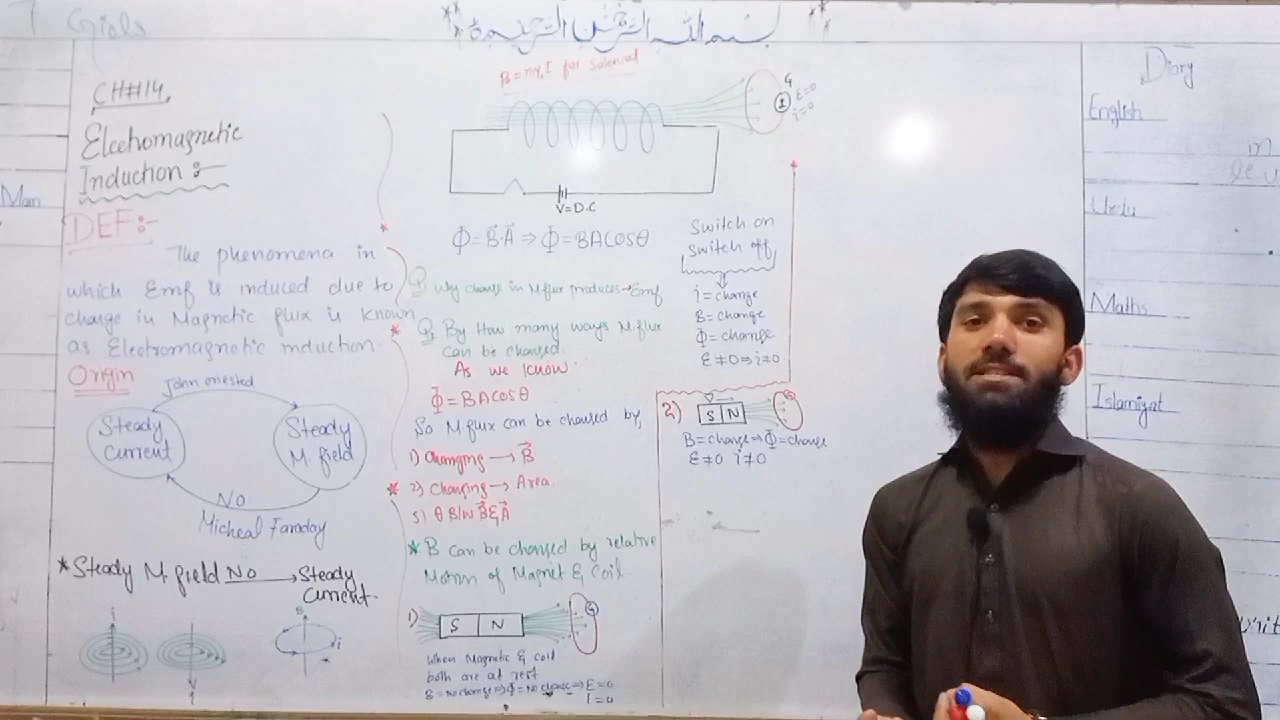 7 Girls
بسم الله الرحمن الرحيم
CH#14,
Electromagnetic
Induction :-
DEF:-
The phenomena in
which Emf is induced due to
change in Magnetic flux is known
as Electromagnetic induction.
Origin
John oriested
Steady
current
Steady
M. field
No
Micheal Faraday
*Steady M. field No → Steady
current.
i
B
i
B = nμ₀I for Solenoid
G
ε=0
i=0
V=D.C
Φ = B⃗.A⃗ ⇒ Φ = BACosθ
Q why change in M flux produces → Emf
Q By How many ways M. flux
can be changed.
As we know.
Φ = BACosθ
So M flux can be changed by
1) Changing → B⃗
2) Changing → Area.
3) θ B/W B⃗ & A⃗
* B can be changed by relative
Motion of Magnet & Coil
1)
S N
G
When Magnetic & coil
both are at rest
B = No change ⇒ Φ = No change ⇒ ε=0
i=0
Switch on
Switch off
i = change
B = change
Φ = change
ε ≠ 0 ⇒ i ≠ 0
2)
S N
G
B = change ⇒ Φ = change
ε ≠ 0 i ≠ 0
Diary
English
in
Urdu
Maths
Islamiyat
Man